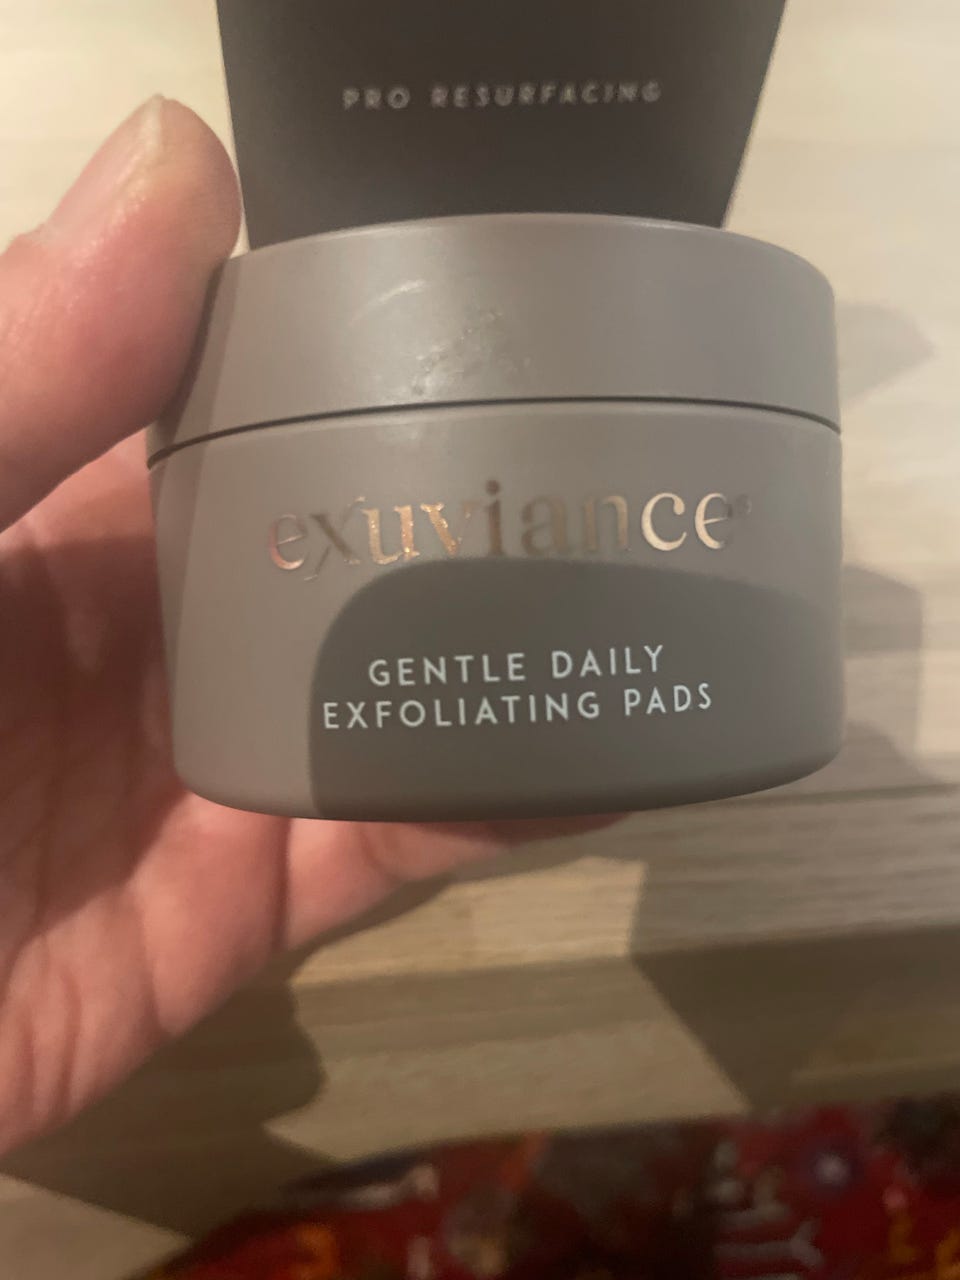 PRO RESURFACING
exuviance®
GENTLE DAILY
EXFOLIATING PADS